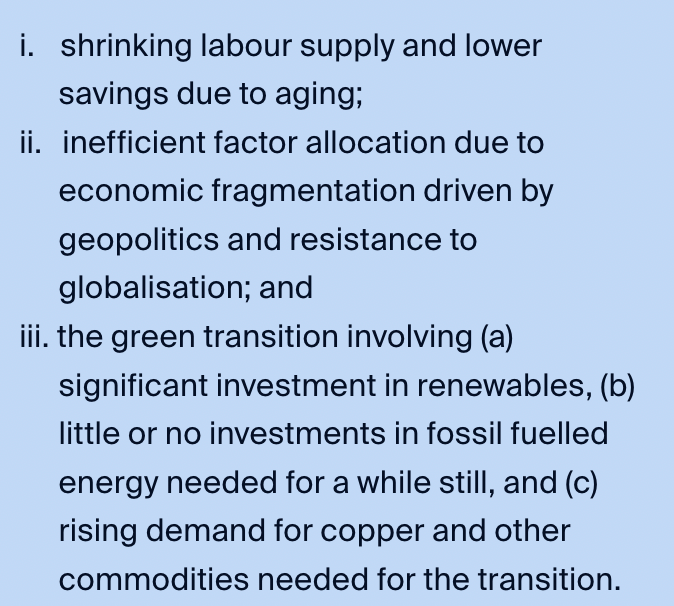 i. shrinking labour supply and lower
savings due to aging;
ii. inefficient factor allocation due to
economic fragmentation driven by
geopolitics and resistance to
globalisation; and
iii. the green transition involving (a)
significant investment in renewables, (b)
little or no investments in fossil fuelled
energy needed for a while still, and (c)
rising demand for copper and other
commodities needed for the transition.